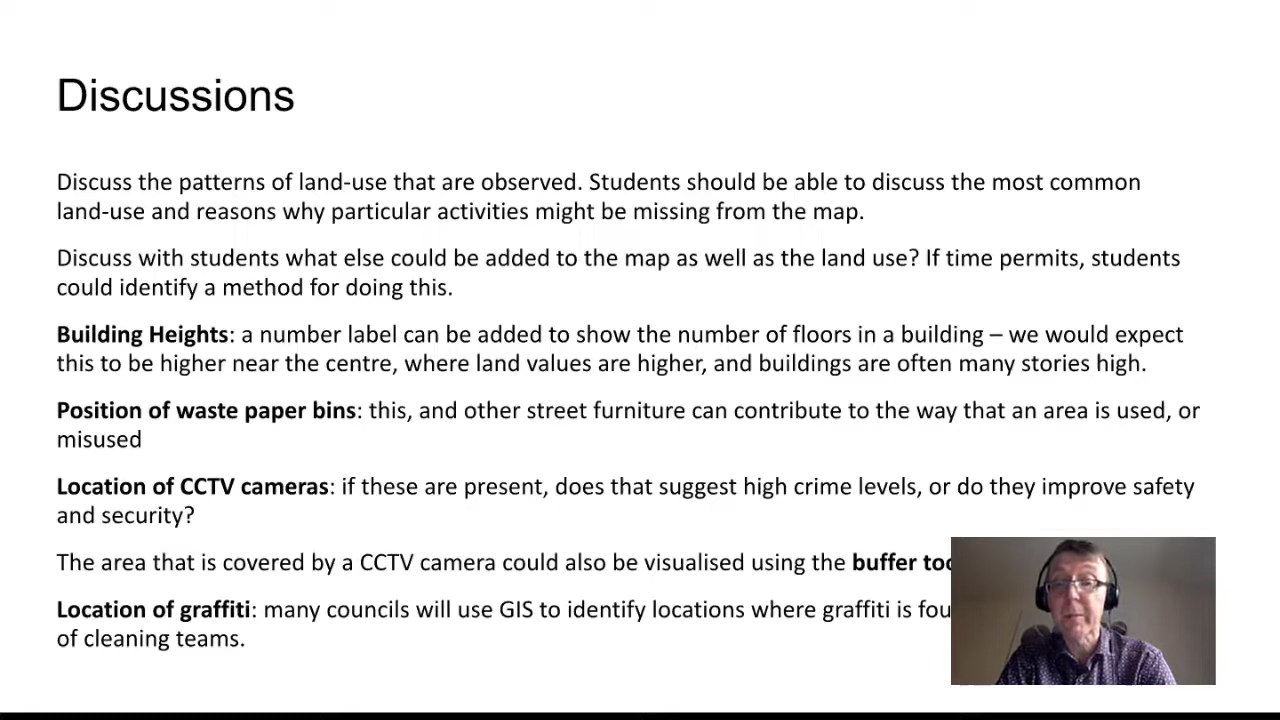 Discussions
Discuss the patterns of land-use that are observed. Students should be able to discuss the most common
land-use and reasons why particular activities might be missing from the map.
Discuss with students what else could be added to the map as well as the land use? If time permits, students
could identify a method for doing this.
Building Heights: a number label can be added to show the number of floors in a building – we would expect
this to be higher near the centre, where land values are higher, and buildings are often many stories high.
Position of waste paper bins: this, and other street furniture can contribute to the way that an area is used, or
misused
Location of CCTV cameras: if these are present, does that suggest high crime levels, or do they improve safety
and security?
The area that is covered by a CCTV camera could also be visualised using the buffer
Location of graffiti: many councils will use GIS to identify locations where graffiti is
of cleaning teams.